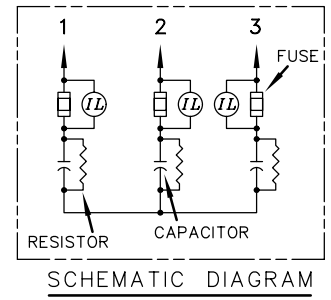 1 2 3
FUSE
IL IL IL
RESISTOR
CAPACITOR
SCHEMATIC DIAGRAM